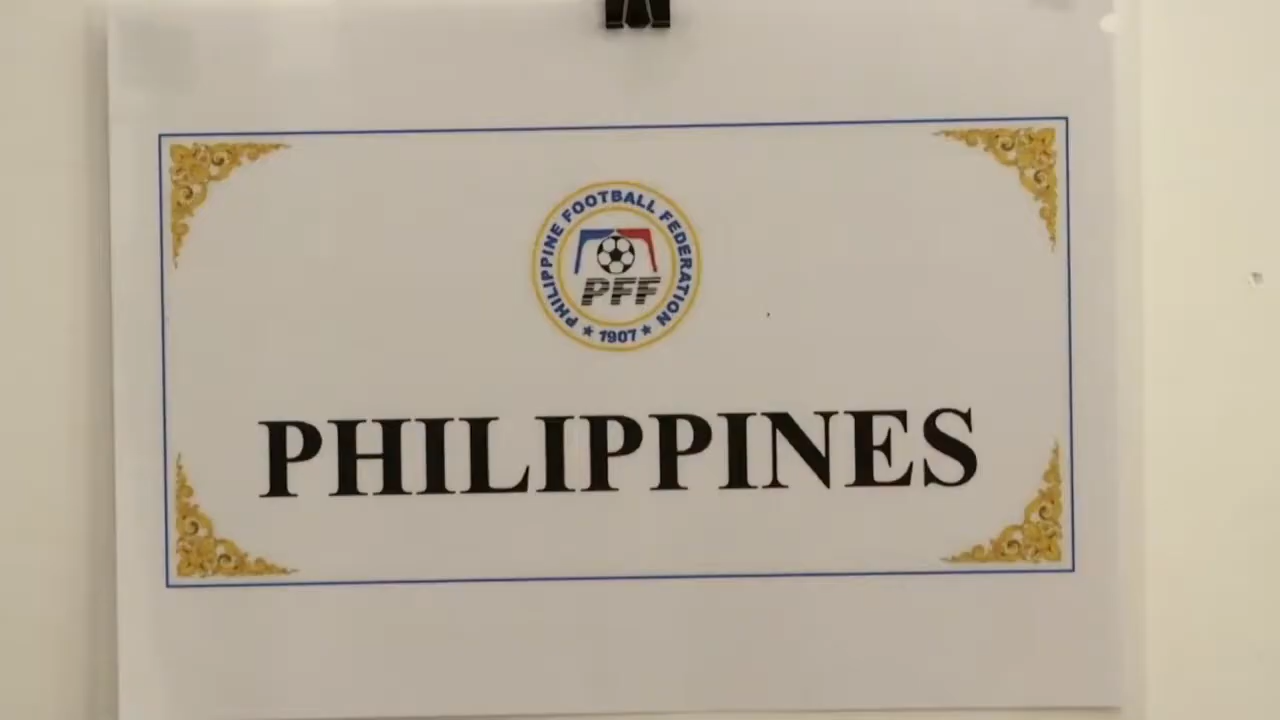 PHILIPPINE FOOTBALL FEDERATION
PFF
★ 1907 ★
PHILIPPINES